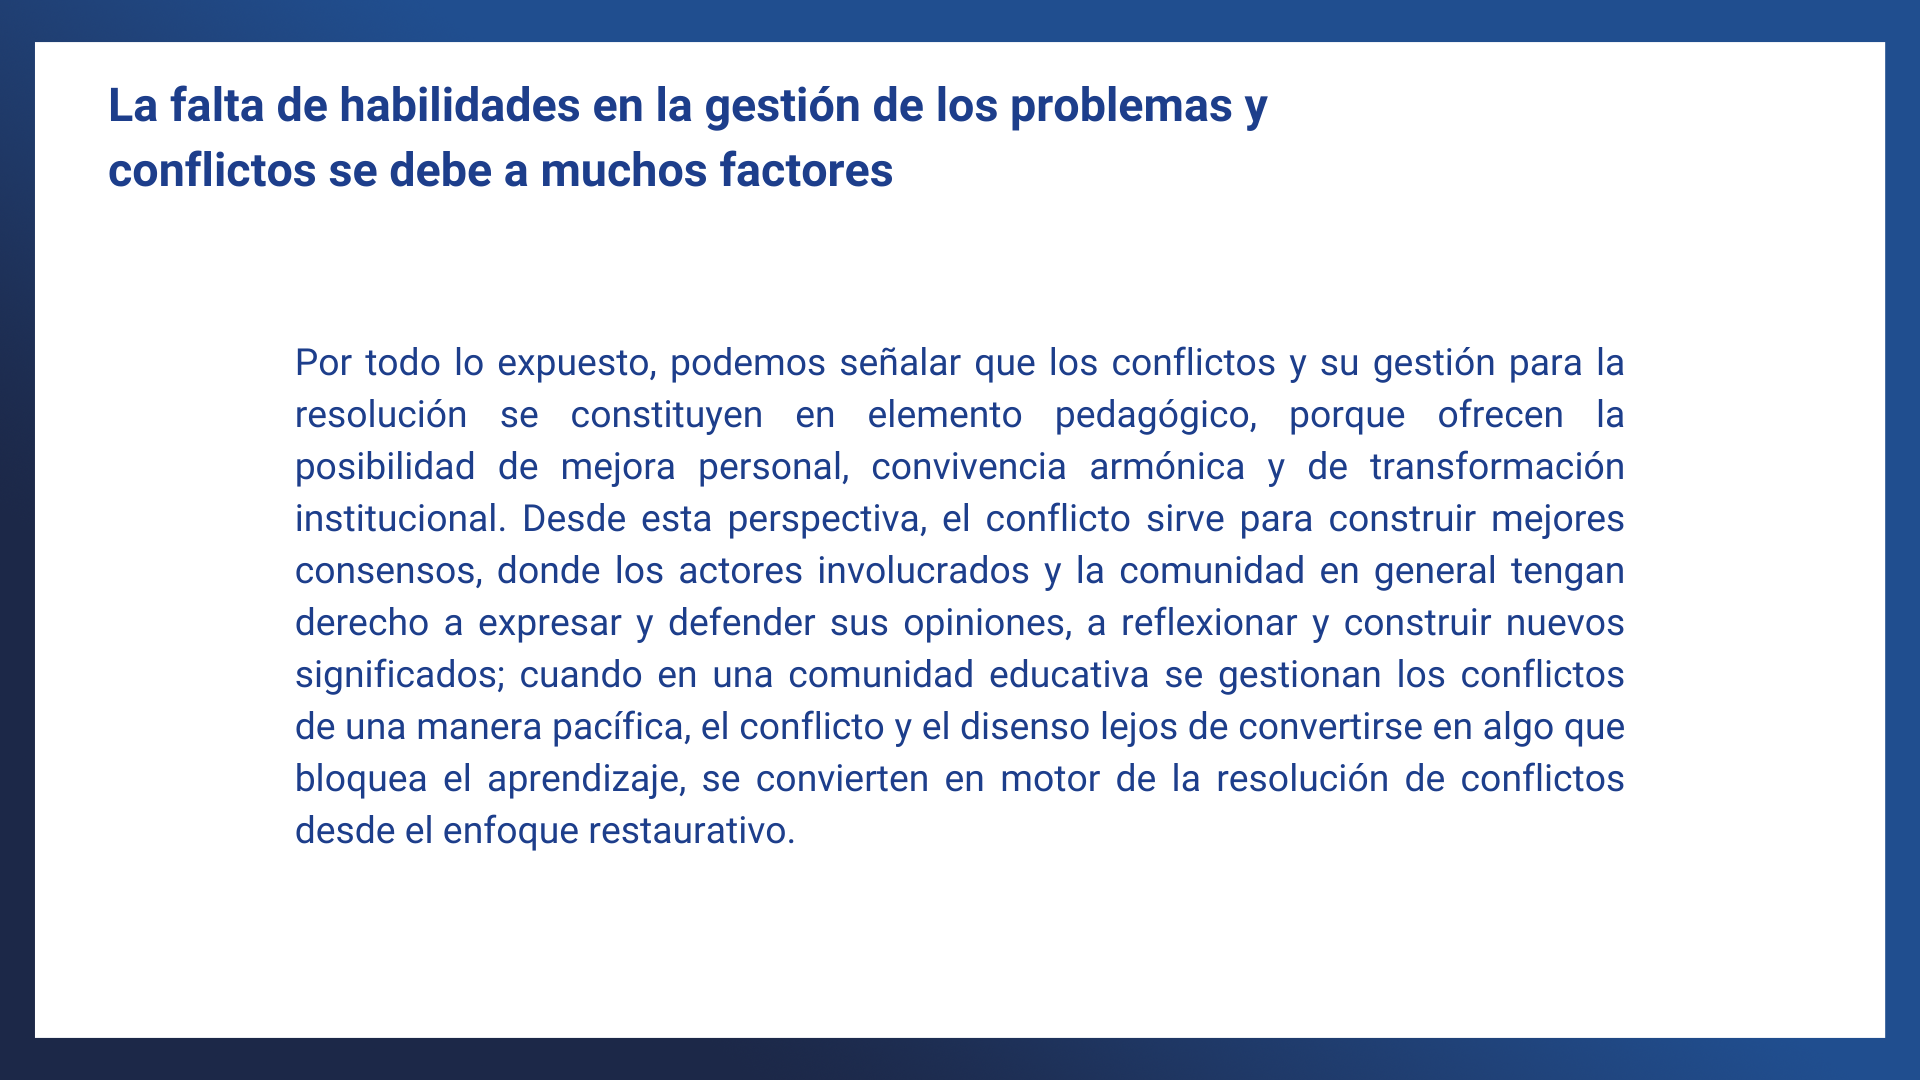 La falta de habilidades en la gestión de los problemas y
conflictos se debe a muchos factores
Por todo lo expuesto, podemos señalar que los conflictos y su gestión para la
resolución se constituyen en elemento pedagógico, porque ofrecen la
posibilidad de mejora personal, convivencia armónica y de transformación
institucional. Desde esta perspectiva, el conflicto sirve para construir mejores
consensos, donde los actores involucrados y la comunidad en general tengan
derecho a expresar y defender sus opiniones, a reflexionar y construir nuevos
significados; cuando en una comunidad educativa se gestionan los conflictos
de una manera pacífica, el conflicto y el disenso lejos de convertirse en algo que
bloquea el aprendizaje, se convierten en motor de la resolución de conflictos
desde el enfoque restaurativo.